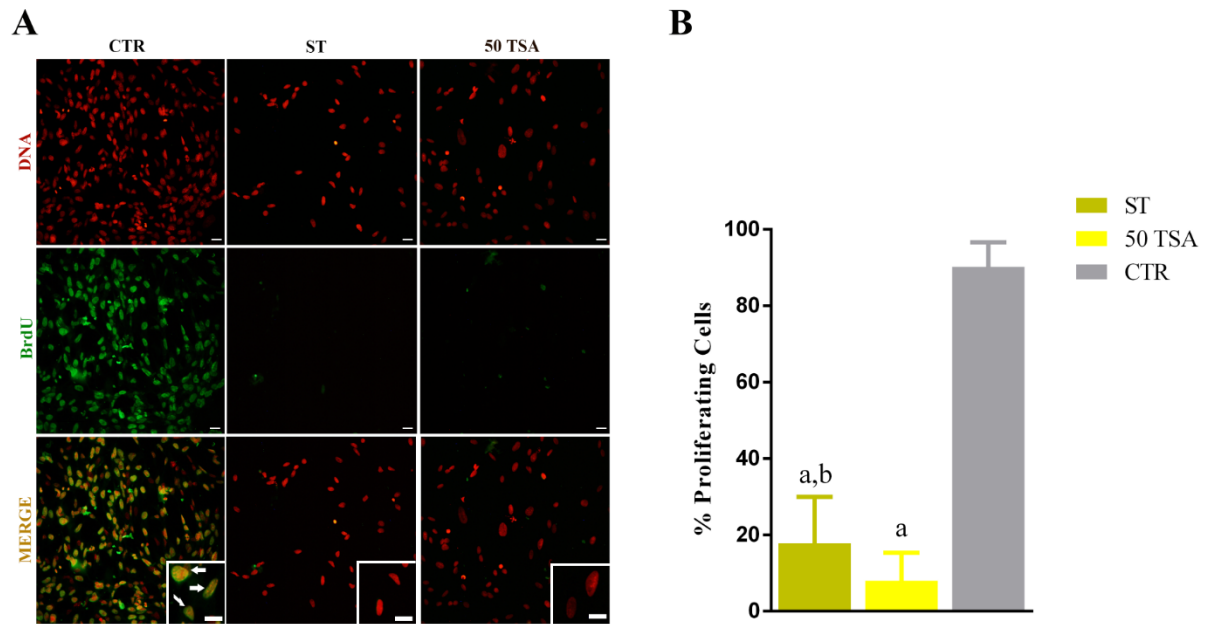 A
CTR ST 50 TSA
DNA
BrdU
MERGE
B
ST
50 TSA
CTR
% Proliferating Cells
100
80
60
40
20
0
a,b
a